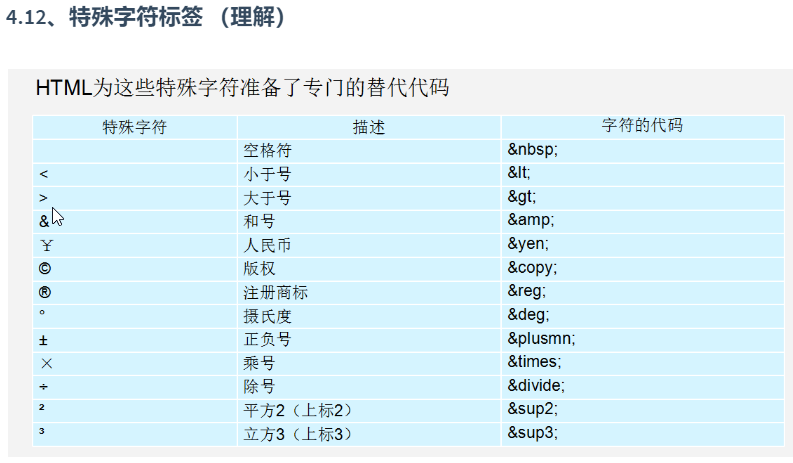 4.12、特殊字符标签 （理解）
HTML为这些特殊字符准备了专门的替代代码
特殊字符 描述 字符的代码
空格符 &nbsp;
< 小于号 &lt;
> 大于号 &gt;
& 和号 &amp;
¥ 人民币 &yen;
© 版权 &copy;
® 注册商标 &reg;
° 摄氏度 &deg;
± 正负号 &plusmn;
× 乘号 &times;
÷ 除号 &divide;
² 平方2（上标2） &sup2;
³ 立方3（上标3） &sup3;